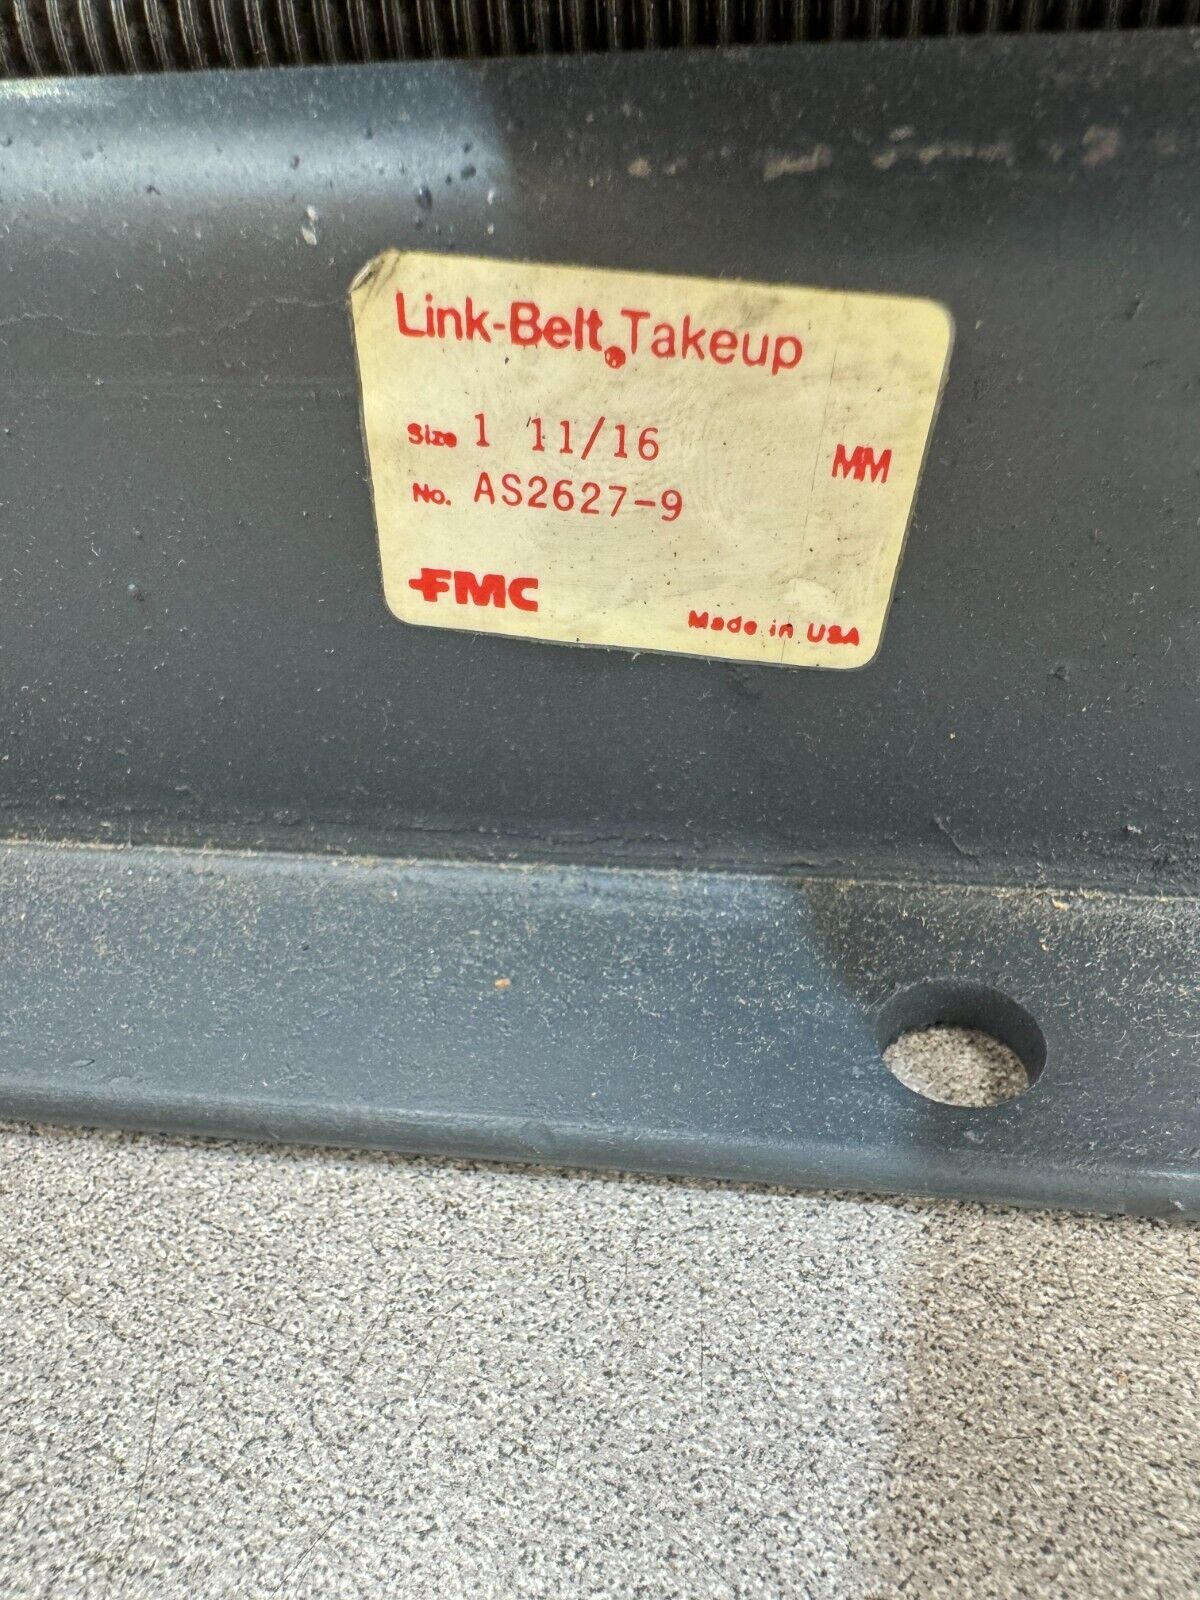 Link-Belt® Takeup
Size 1 11/16 MM
No. AS2627-9
FMC
Made in USA